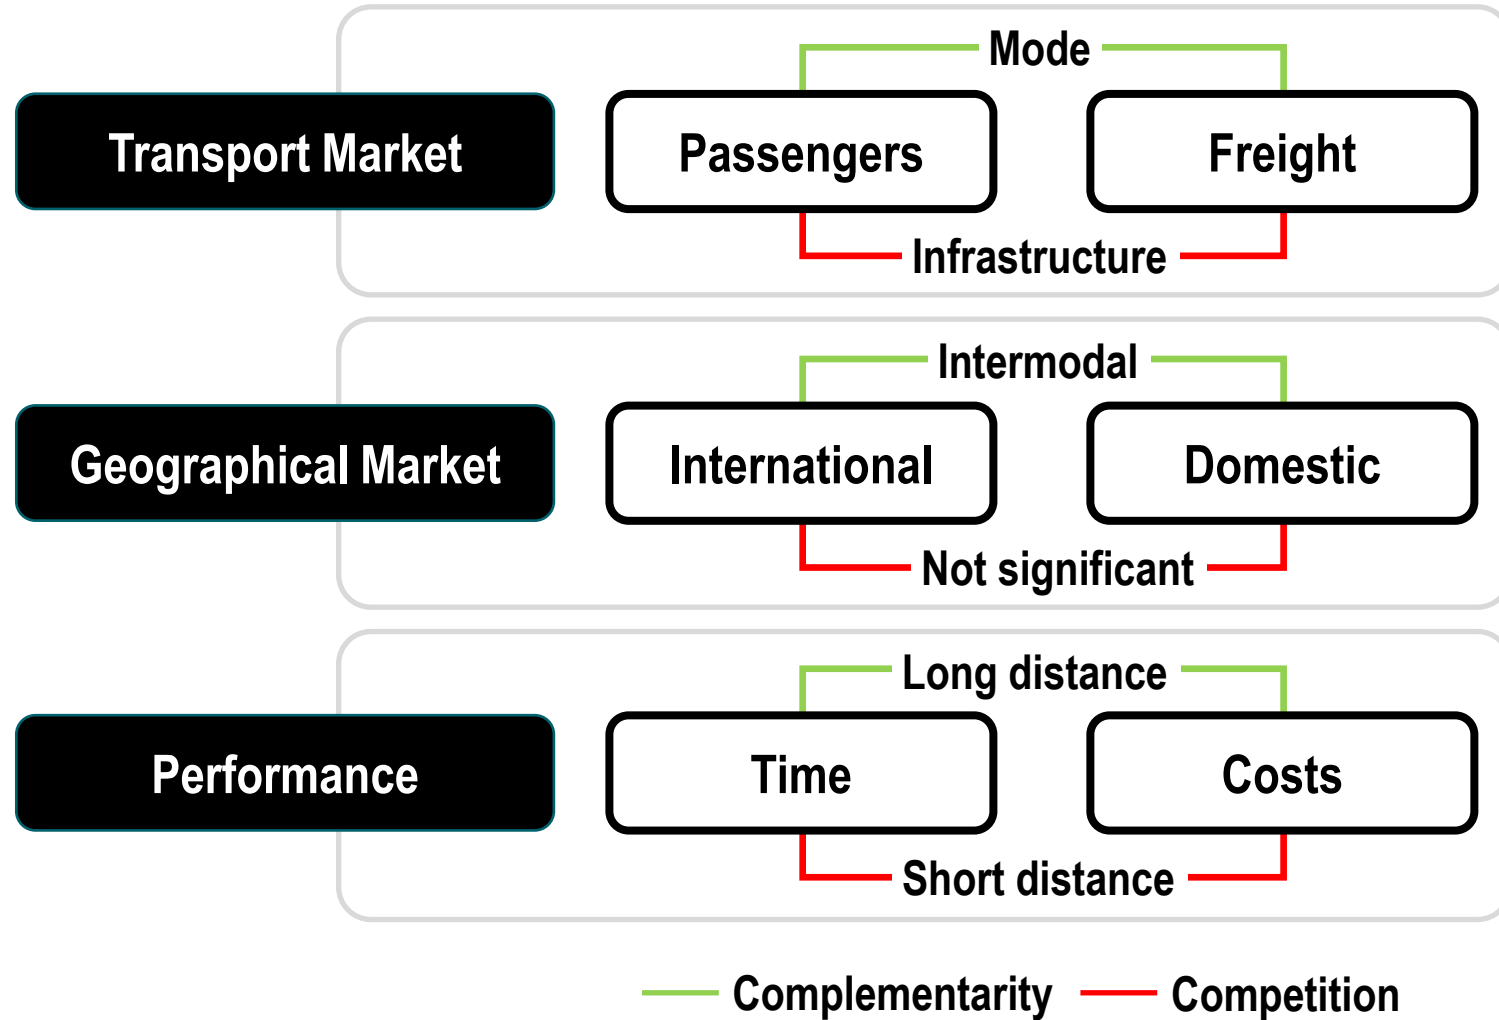 Mode
Transport Market
Passengers
Freight
Infrastructure
Intermodal
Geographical Market
International
Domestic
Not significant
Long distance
Performance
Time
Costs
Short distance
Complementarity
Competition